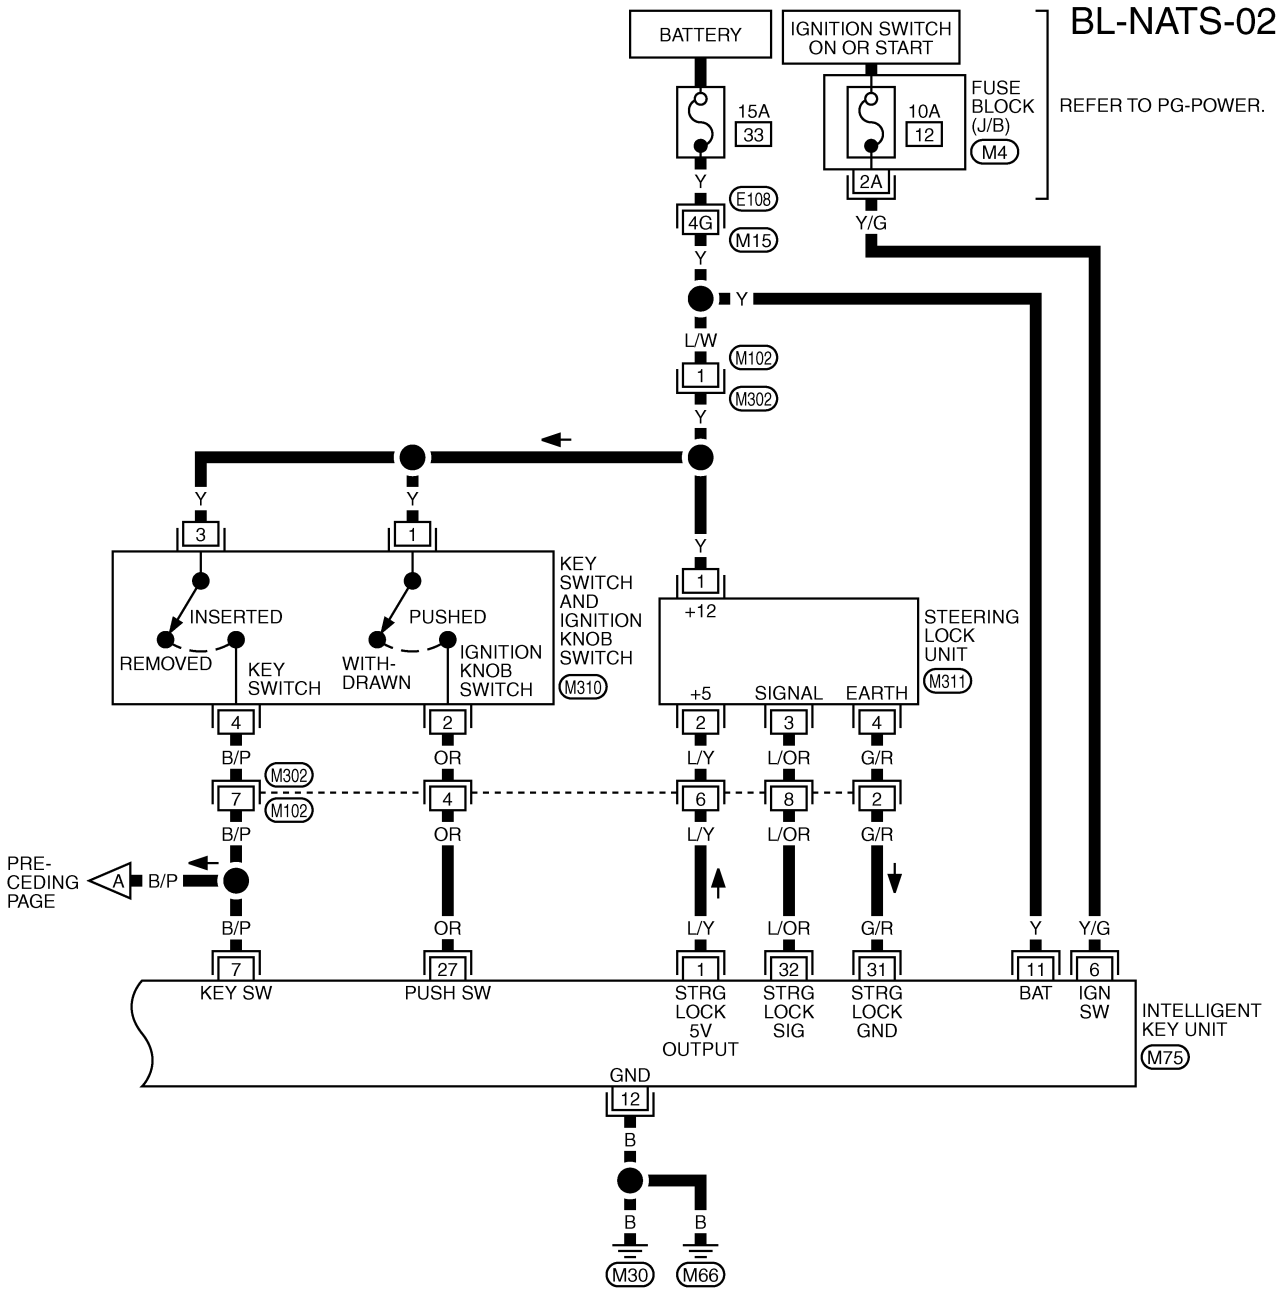 BL-NATS-02
BATTERY
IGNITION SWITCH
ON OR START
FUSE
BLOCK
(J/B)
M4
REFER TO PG-POWER.
15A
33
10A
12
2A
Y
Y/G
E108
4G
M15
Y
Y
L/W
M102
1
M302
Y
Y
Y
Y
3
1
1
+12
INSERTED
REMOVED
KEY
SWITCH
PUSHED
WITH-
DRAWN
IGNITION
KNOB
SWITCH
KEY
SWITCH
AND
IGNITION
KNOB
SWITCH
M310
STEERING
LOCK
UNIT
M311
+5
SIGNAL
EARTH
4
2
2
3
4
B/P
OR
L/Y
L/OR
G/R
M302
M102
7
4
6
8
2
B/P
OR
L/Y
L/OR
G/R
PRE-
CEDING
PAGE
A
B/P
B/P
OR
L/Y
L/OR
G/R
Y
Y/G
7
27
1
32
31
11
6
KEY SW
PUSH SW
STRG
LOCK
5V
OUTPUT
STRG
LOCK
SIG
STRG
LOCK
GND
BAT
IGN
SW
INTELLIGENT
KEY UNIT
M75
GND
12
B
B
B
M30
M66